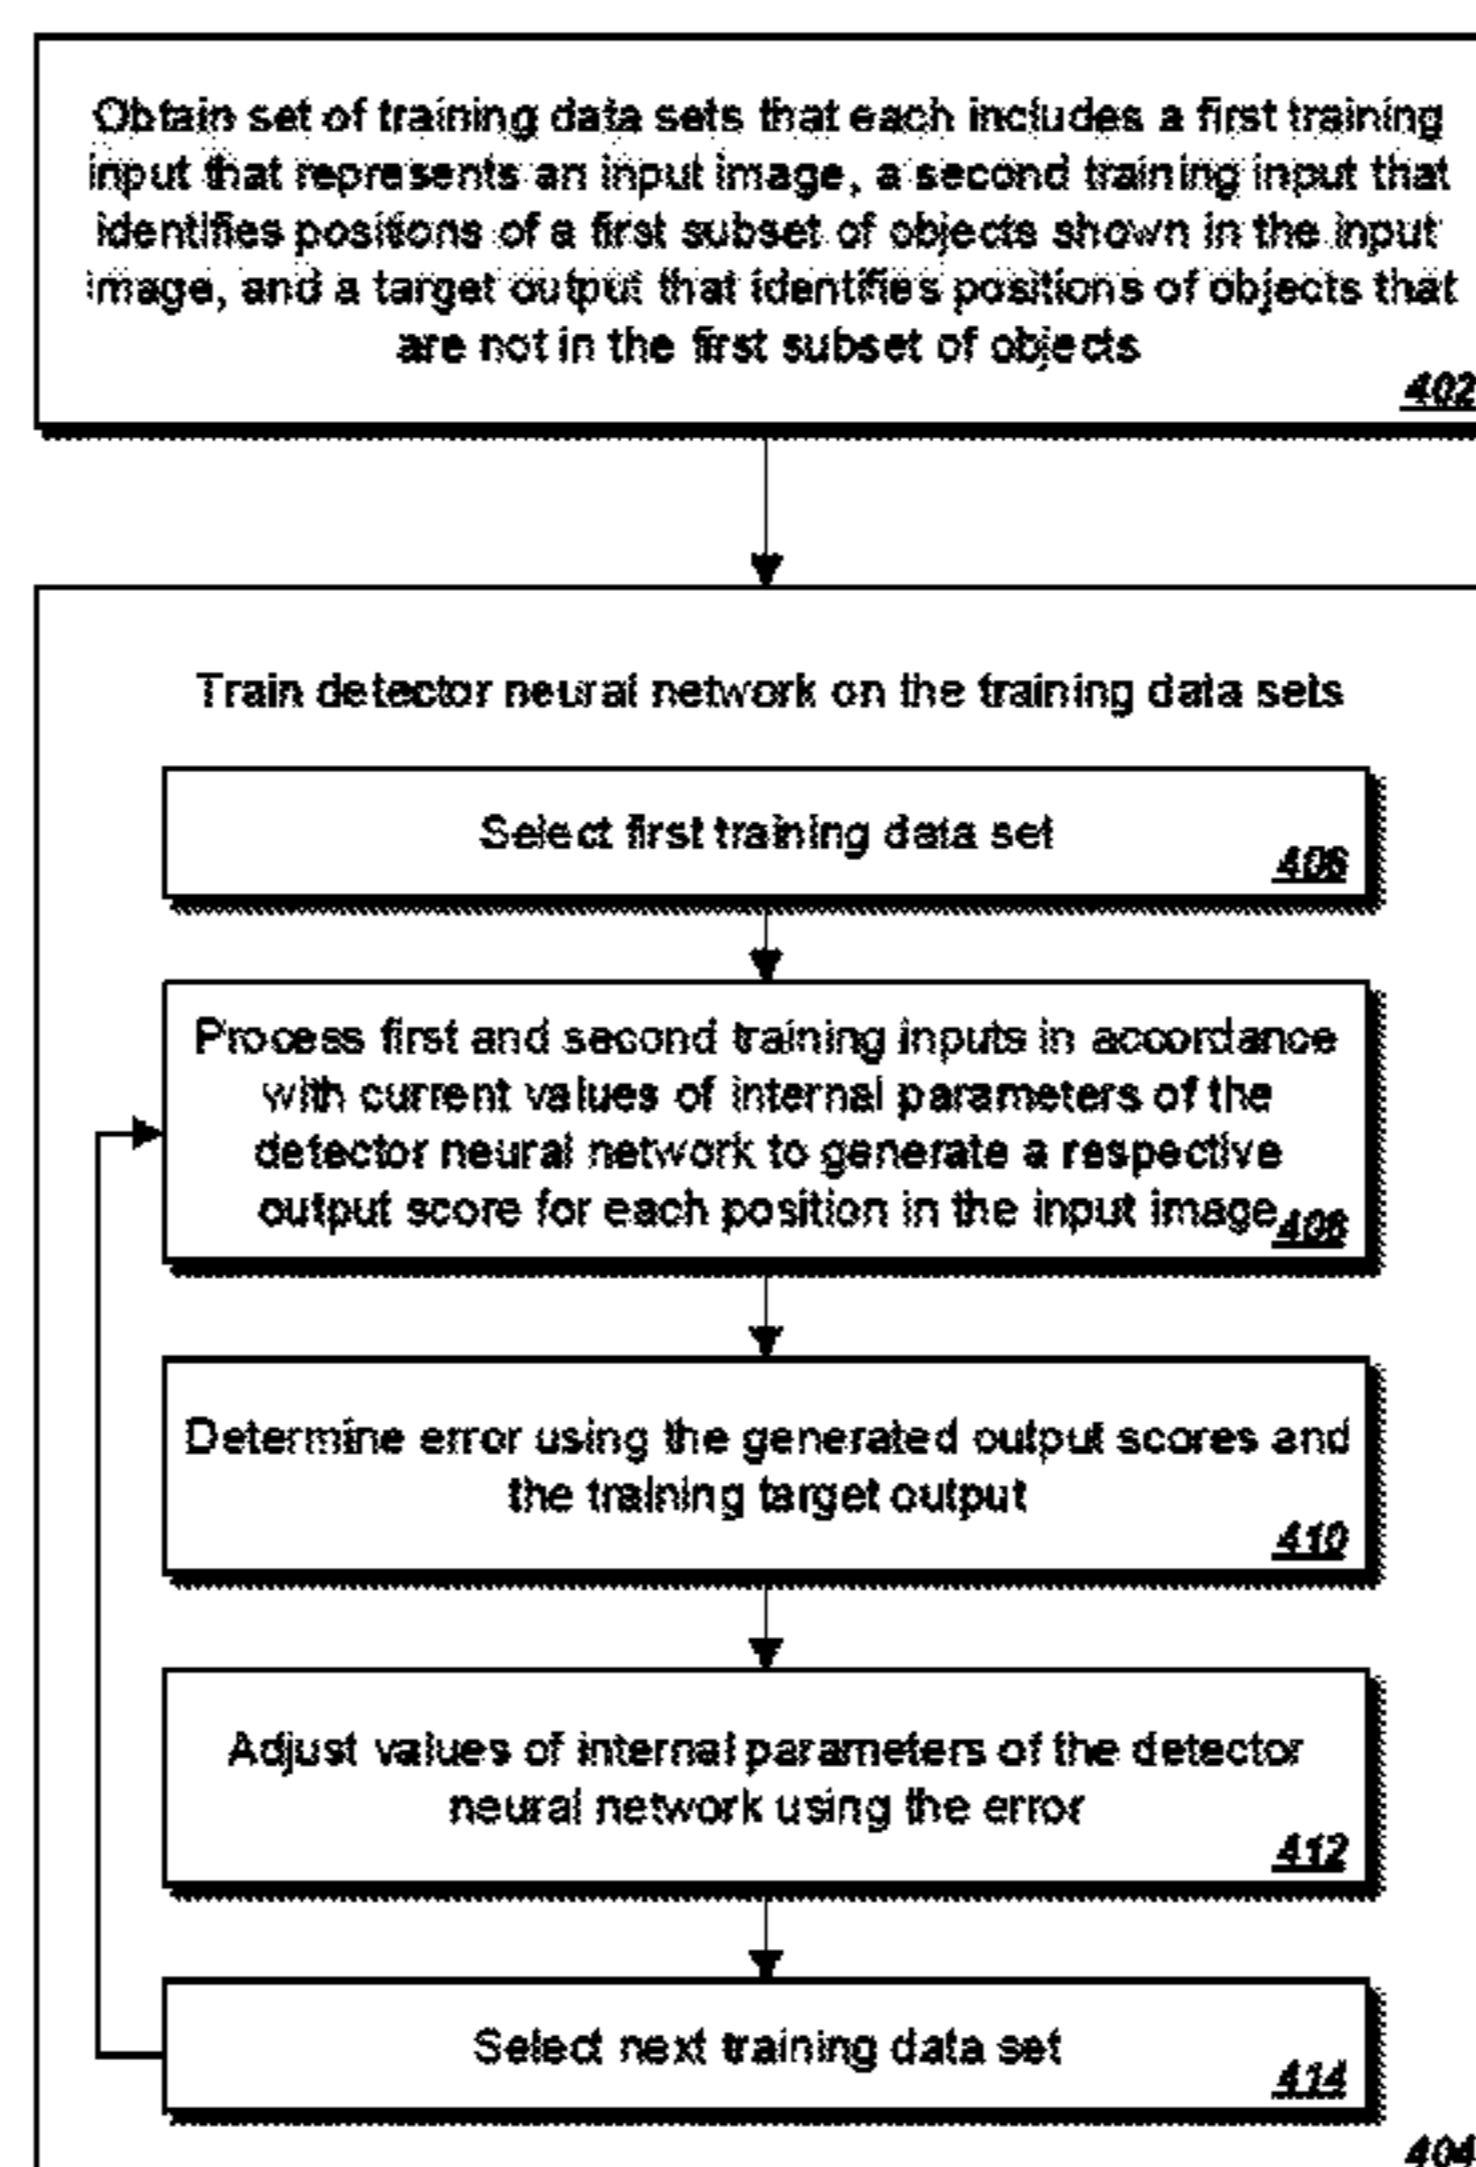 Obtain set of training data sets that each includes a first training
input that represents an input image, a second training input that
identifies positions of a first subset of objects shown in the input
image, and a target output that identifies positions of objects that
are not in the first subset of objects
402
Train detector neural network on the training data sets
Select first training data set
406
Process first and second training inputs in accordance
with current values of internal parameters of the
detector neural network to generate a respective
output score for each position in the input image
408
Determine error using the generated output scores and
the training target output
410
Adjust values of internal parameters of the detector
neural network using the error
412
Select next training data set
414
404